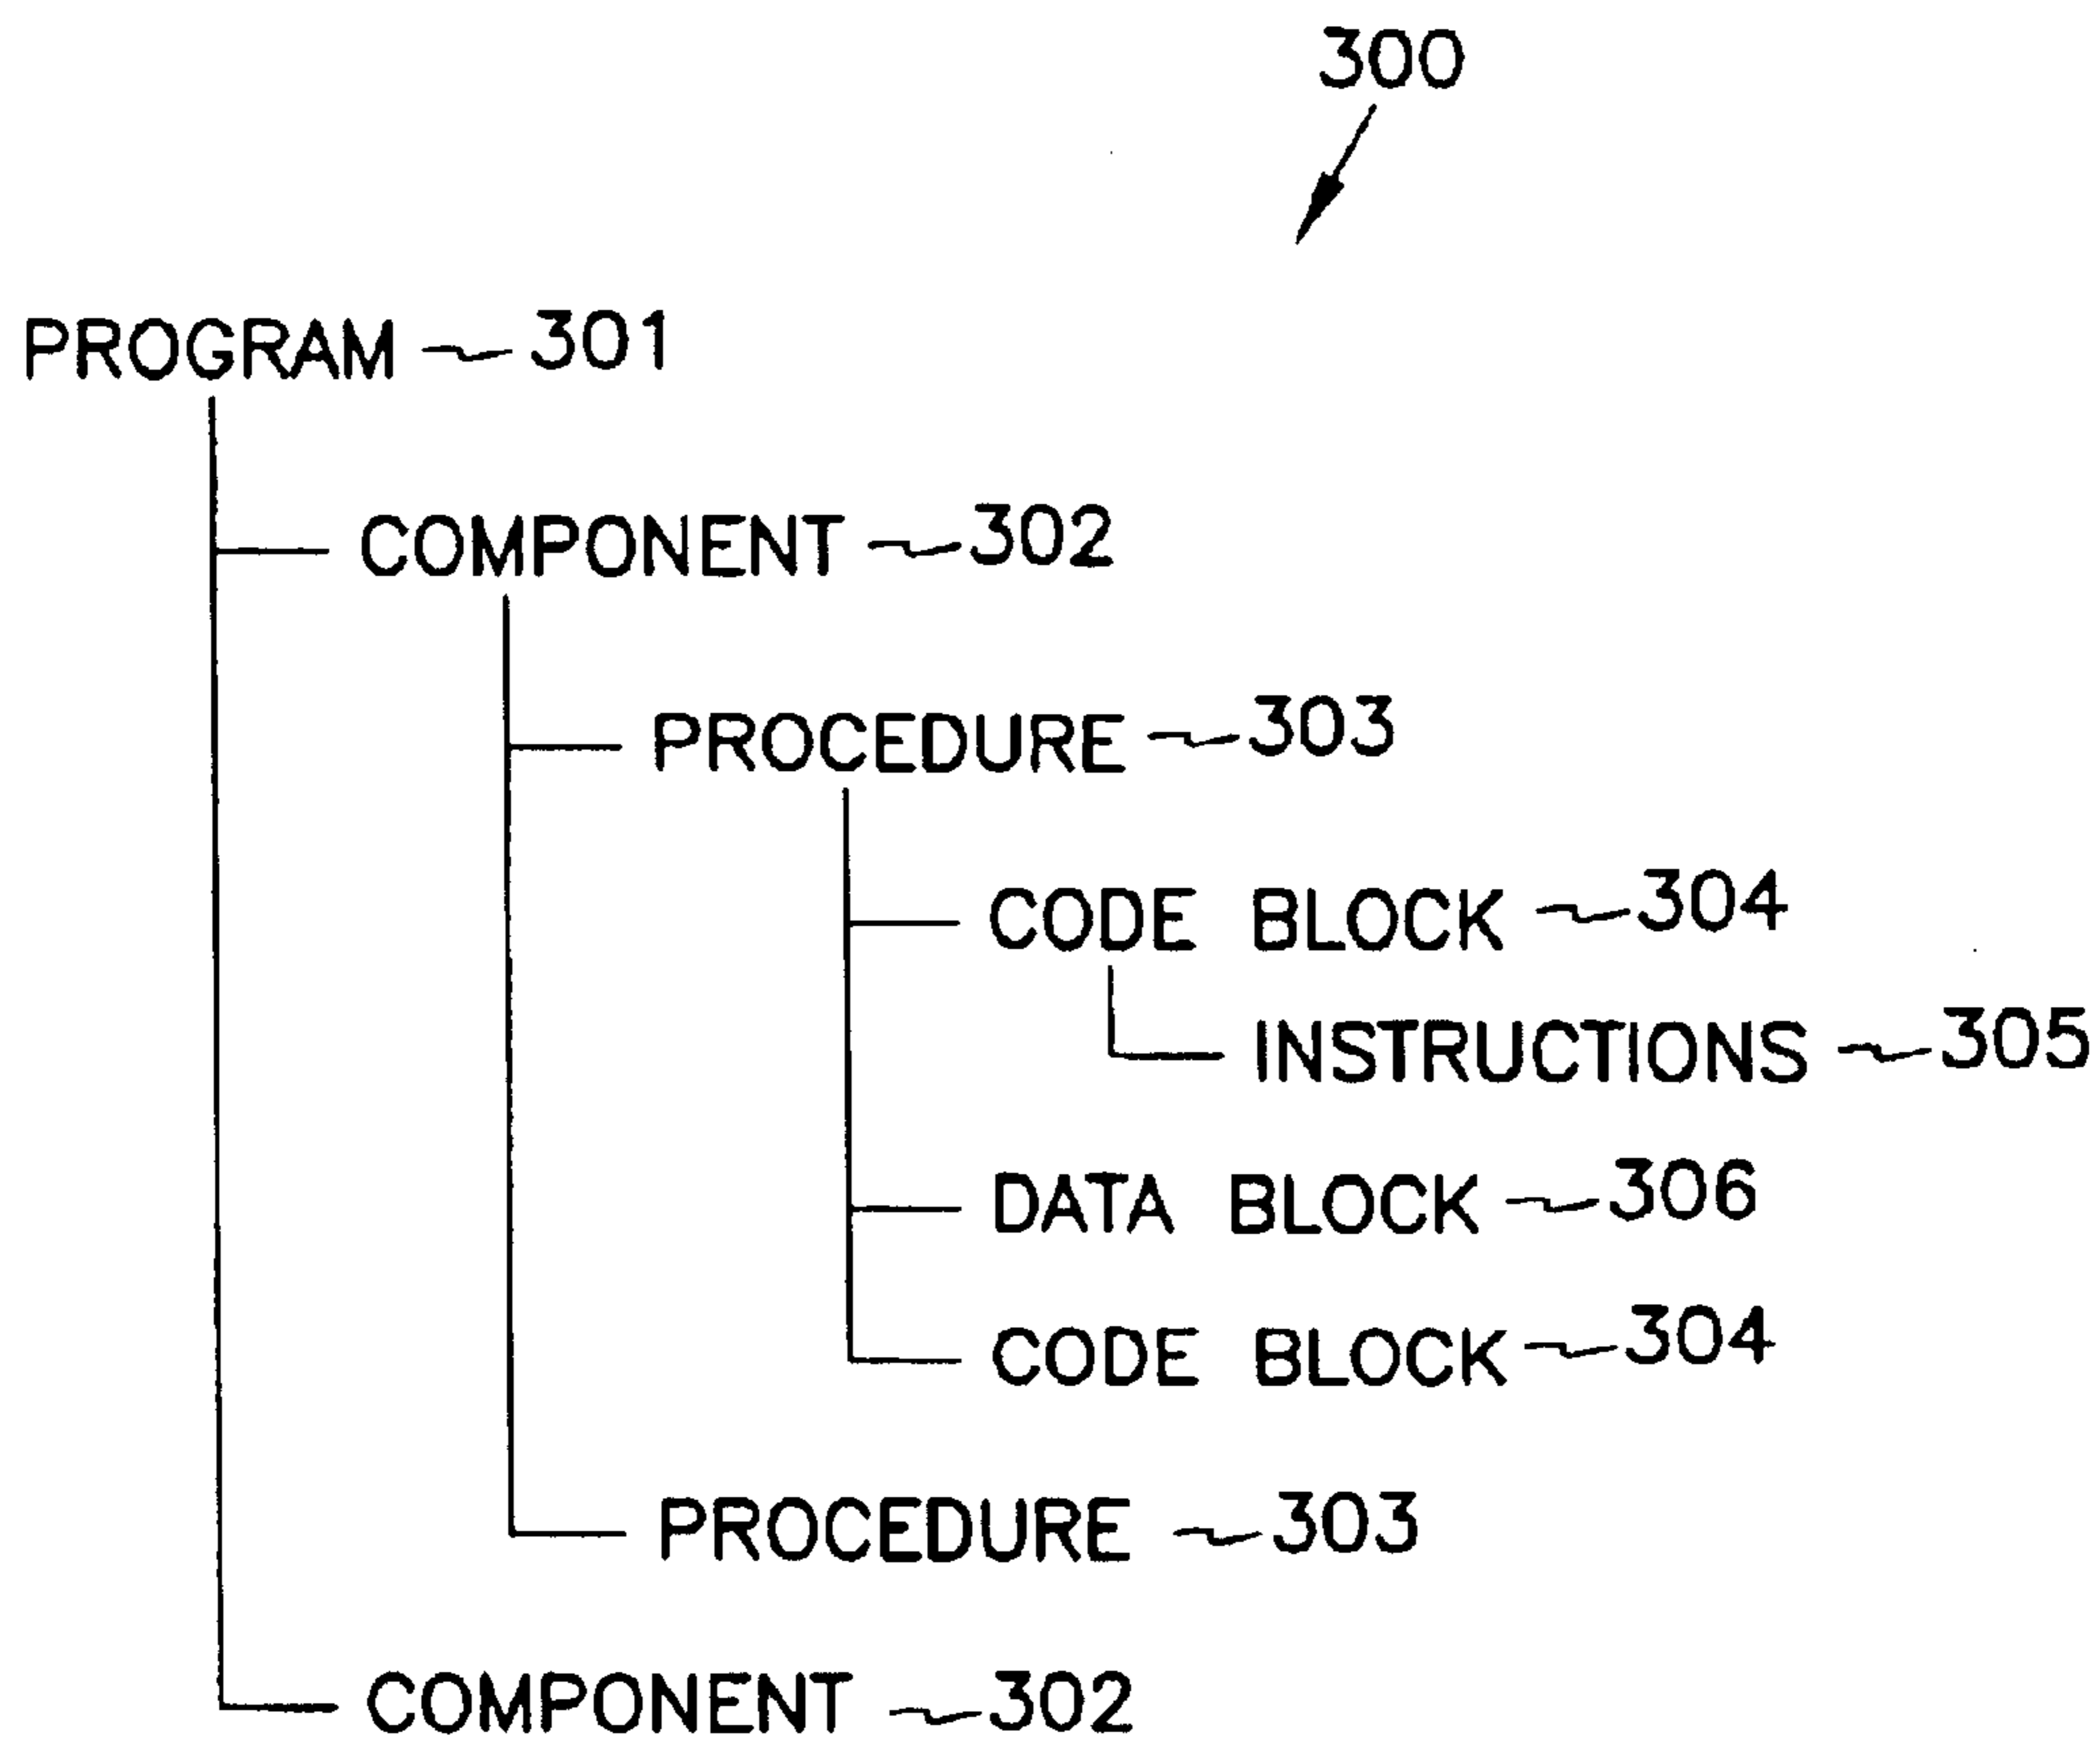 300
PROGRAM 301
COMPONENT 302
PROCEDURE 303
CODE BLOCK 304
INSTRUCTIONS 305
DATA BLOCK 306
CODE BLOCK 304
PROCEDURE 303
COMPONENT 302